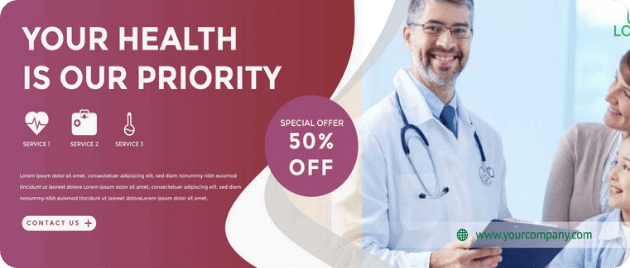 YOUR HEALTH
IS OUR PRIORITY
SERVICE 1 SERVICE 2 SERVICE 3
SPECIAL OFFER
50%
OFF
Lorem ipsum dolor sit amet, consectetuer adipiscing elit, sed diam nonummy nibh euismod
tincidunt ut laoreet dolore Lorem ipsum dolor sit amet, consectetuer adipiscing elit, sed diam
nonummy nibh euismod tincidunt ut laoreet doloreLorem ipsum dolor sit amet,
CONTACT US +
www.yourcompany.com